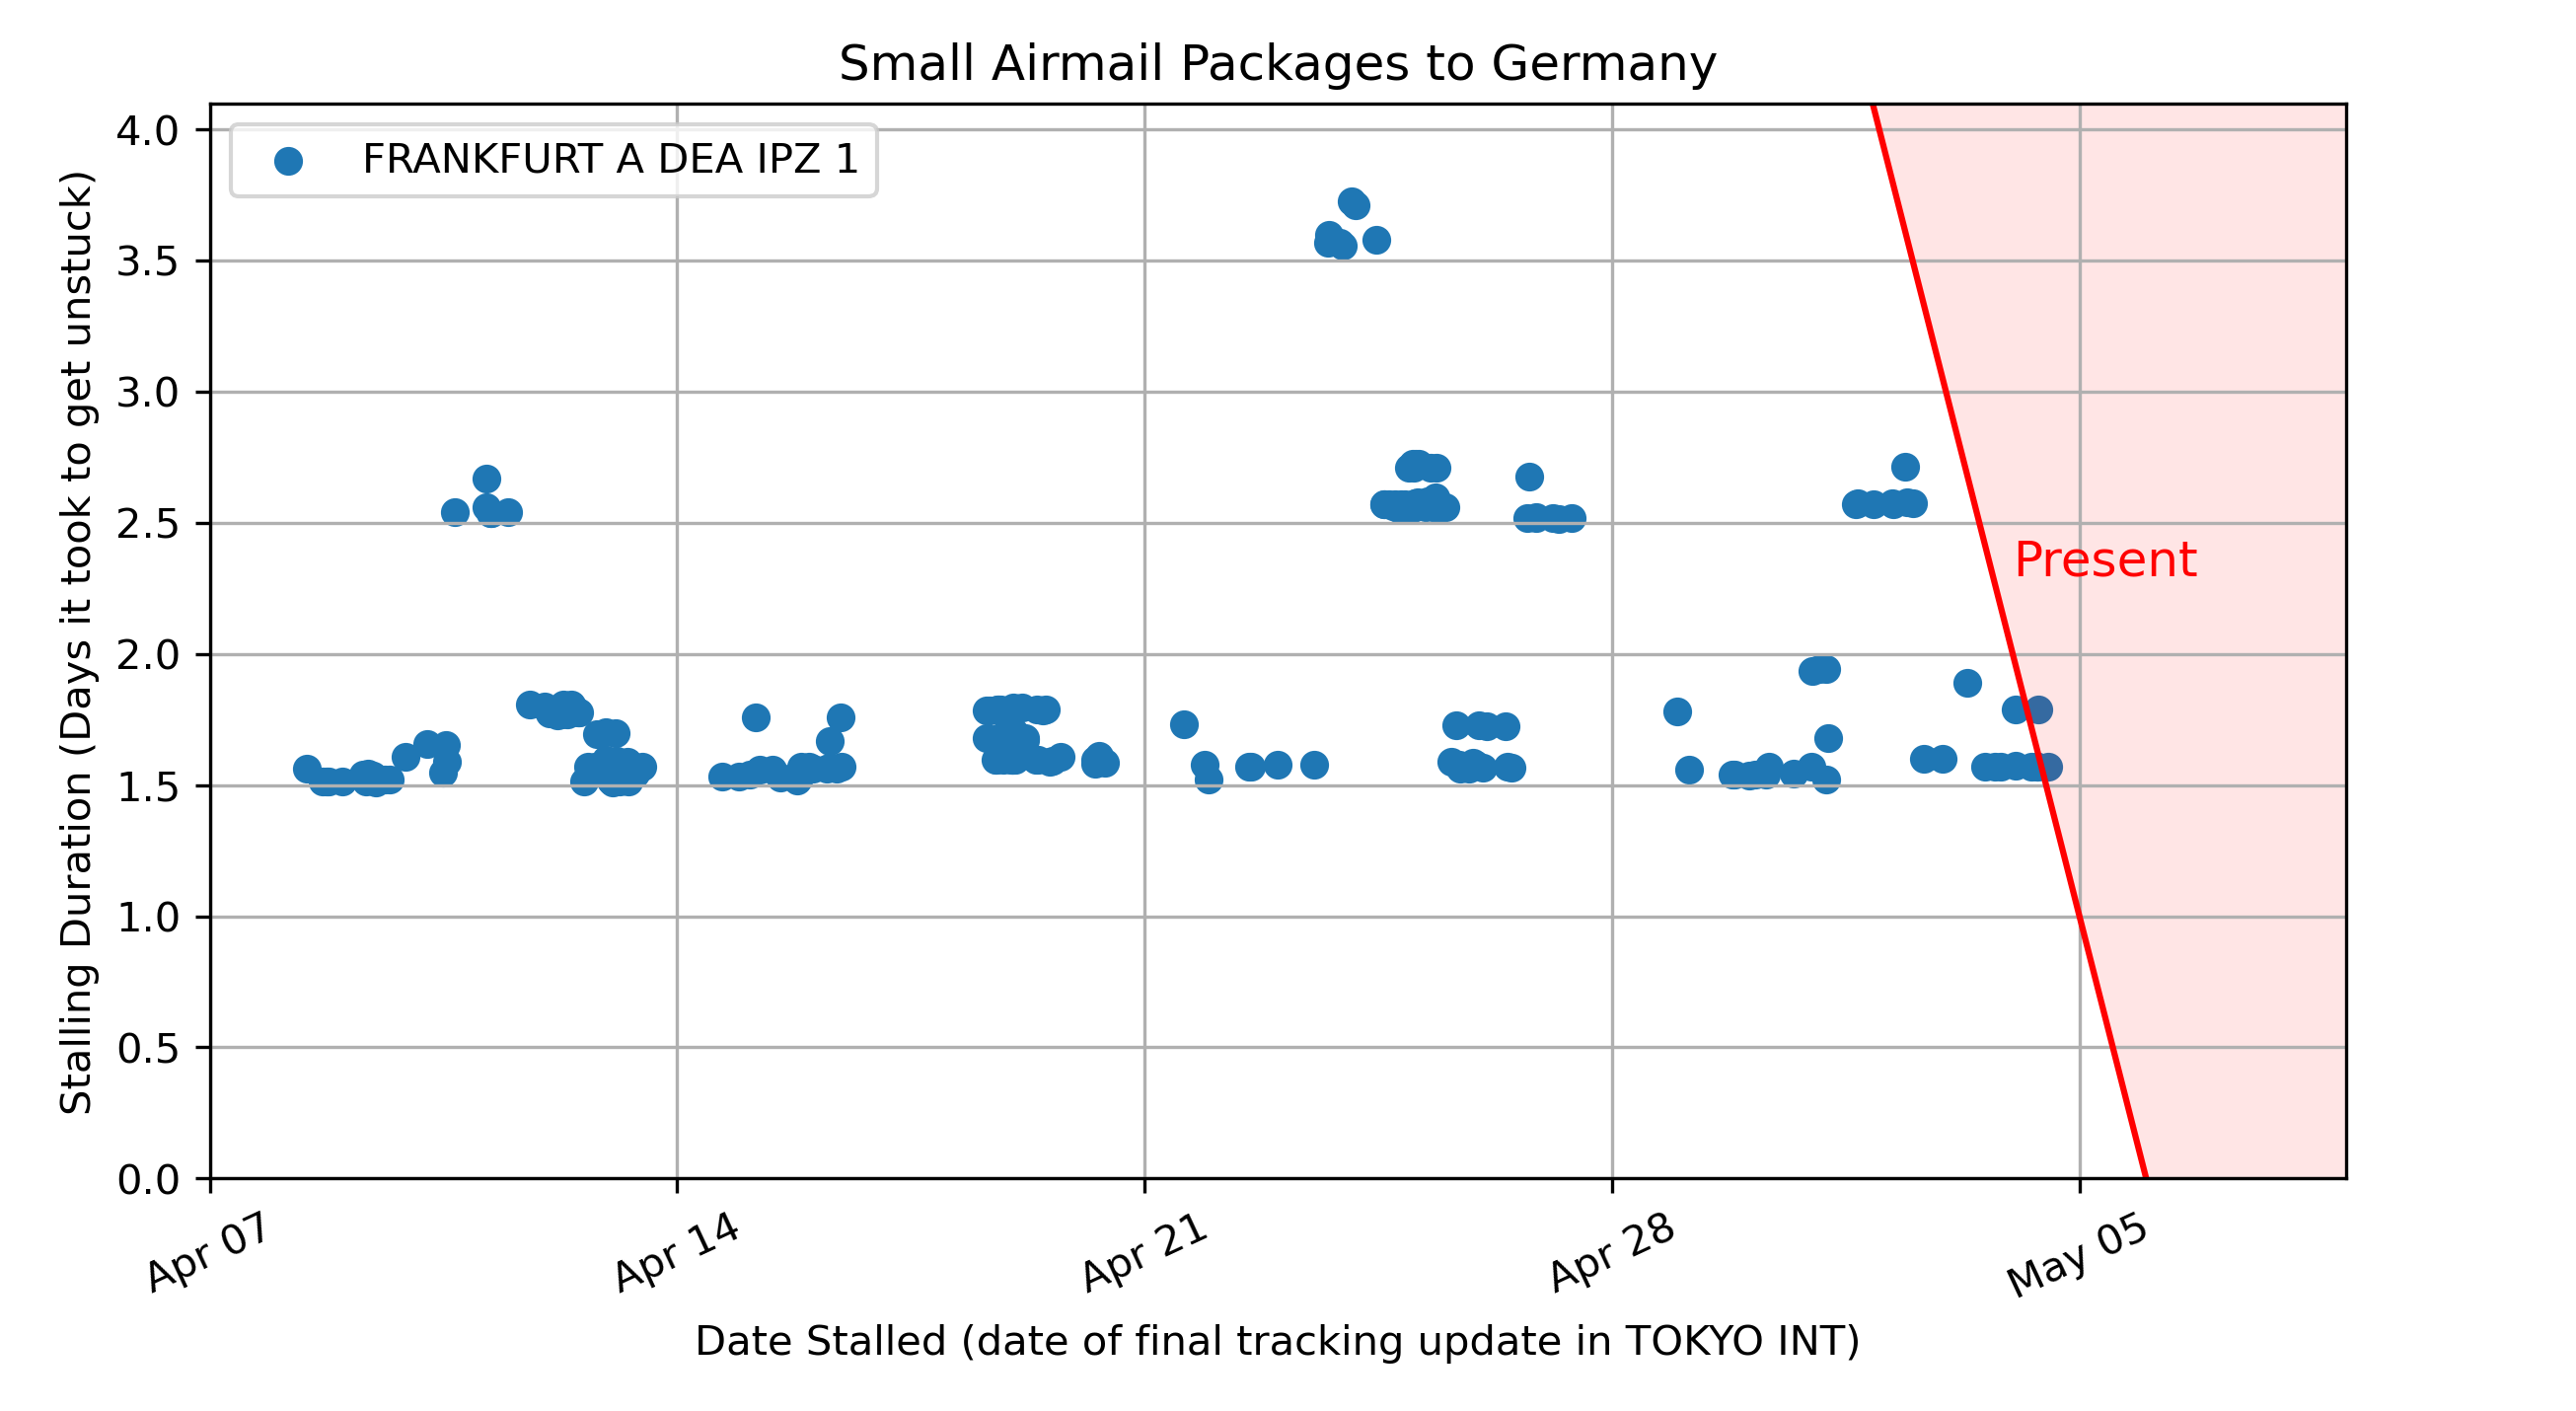 Small Airmail Packages to Germany
FRANKFURT A DEA IPZ 1
Stalling Duration (Days it took to get unstuck)
4.0
3.5
3.0
2.5
2.0
1.5
1.0
0.5
0.0
Present
Apr 07
Apr 14
Apr 21
Apr 28
May 05
Date Stalled (date of final tracking update in TOKYO INT)